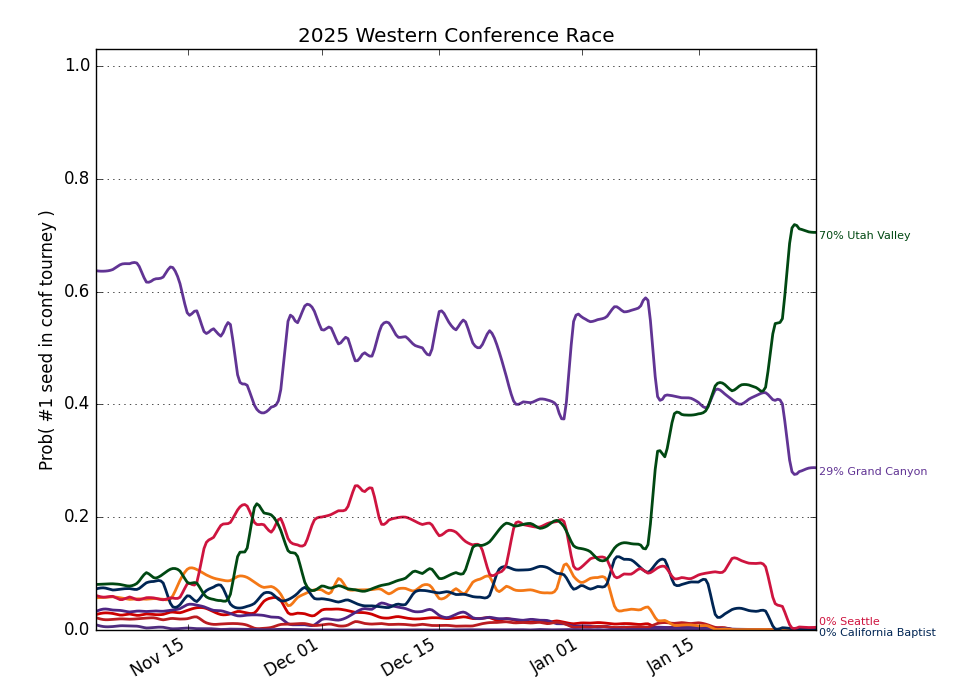 2025 Western Conference Race
Prob( #1 seed in conf tourney )
1.0
0.8
0.6
0.4
0.2
0.0
Nov 15
Dec 01
Dec 15
Jan 01
Jan 15
70% Utah Valley
29% Grand Canyon
0% Seattle
0% California Baptist